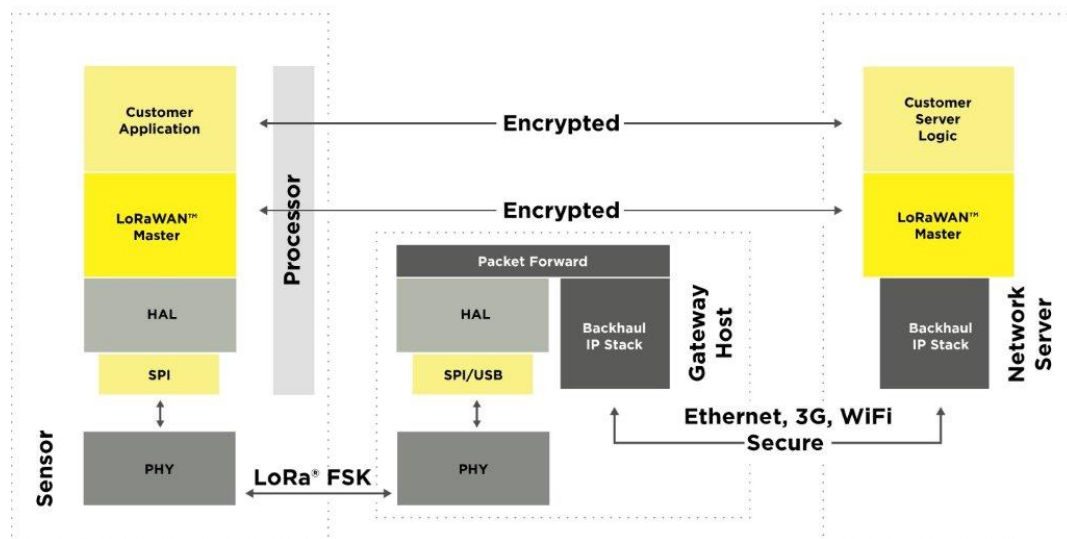 Customer
Application
LoRaWAN™
Master
HAL
SPI
PHY
Sensor
Processor
Encrypted
Encrypted
LoRa® FSK
Packet Forward
HAL
SPI/USB
PHY
Backhaul
IP Stack
Gateway
Host
Ethernet, 3G, WiFi
Secure
Customer
Server
Logic
LoRaWAN™
Master
Backhaul
IP Stack
Network
Server